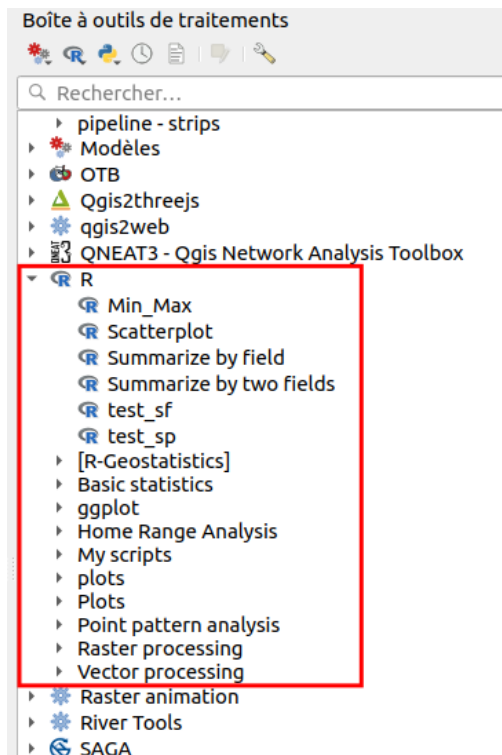 Boîte à outils de traitements
Rechercher...
pipeline - strips
Modèles
OTB
Qgis2threejs
qgis2web
QNEAT3 - Qgis Network Analysis Toolbox
R
Min_Max
Scatterplot
Summarize by field
Summarize by two fields
test_sf
test_sp
[R-Geostatistics]
Basic statistics
ggplot
Home Range Analysis
My scripts
plots
Plots
Point pattern analysis
Raster processing
Vector processing
Raster animation
River Tools
SAGA